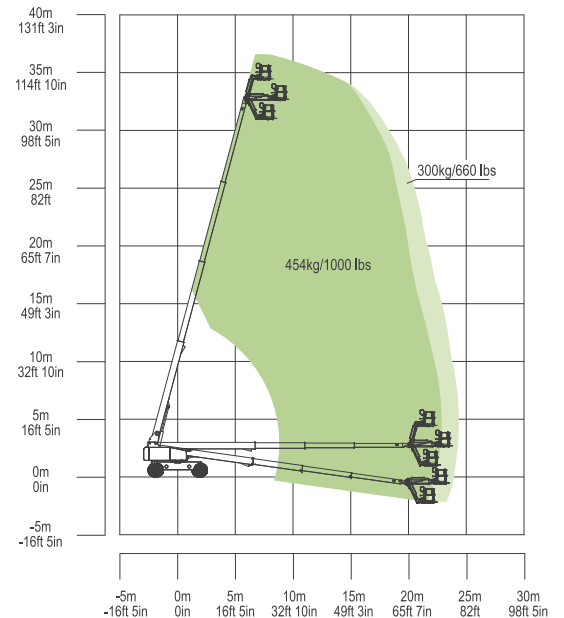 40m
131ft 3in
35m
114ft 10in
30m
98ft 5in
300kg/660 lbs
25m
82ft
20m
65ft 7in
454kg/1000 lbs
15m
49ft 3in
10m
32ft 10in
5m
16ft 5in
0m
0in
-5m
-16ft 5in
-5m 0m 5m 10m 15m 20m 25m 30m
-16ft 5in 0in 16ft 5in 32ft 10in 49ft 3in 65ft 7in 82ft 98ft 5in